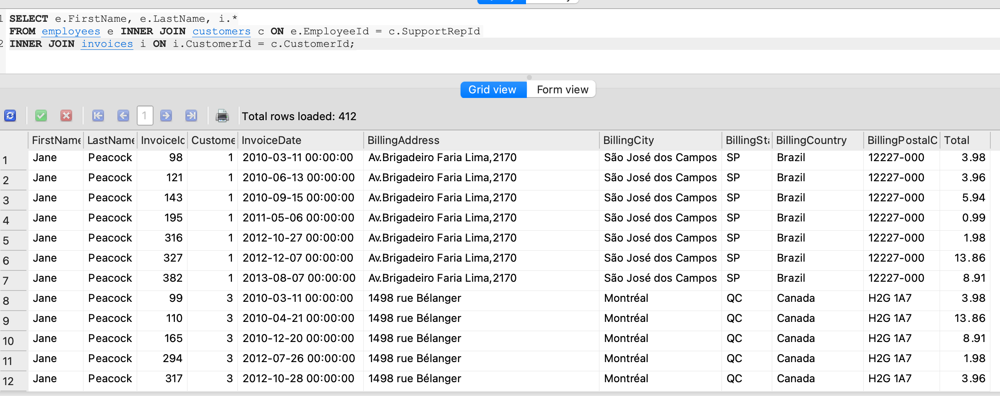 1 SELECT e.FirstName, e.LastName, i.*
FROM employees e INNER JOIN customers c ON e.EmployeeId = c.SupportRepId
2 INNER JOIN invoices i ON i.CustomerId = c.CustomerId;
Grid view Form view
1 Total rows loaded: 412
FirstName LastName InvoiceId Custome InvoiceDate BillingAddress BillingCity BillingSta BillingCountry BillingPostalC Total
1 Jane Peacock 98 1 2010-03-11 00:00:00 Av.Brigadeiro Faria Lima,2170 São José dos Campos SP Brazil 12227-000 3.98
2 Jane Peacock 121 1 2010-06-13 00:00:00 Av.Brigadeiro Faria Lima,2170 São José dos Campos SP Brazil 12227-000 3.96
3 Jane Peacock 143 1 2010-09-15 00:00:00 Av.Brigadeiro Faria Lima,2170 São José dos Campos SP Brazil 12227-000 5.94
4 Jane Peacock 195 1 2011-05-06 00:00:00 Av.Brigadeiro Faria Lima,2170 São José dos Campos SP Brazil 12227-000 0.99
5 Jane Peacock 316 1 2012-10-27 00:00:00 Av.Brigadeiro Faria Lima,2170 São José dos Campos SP Brazil 12227-000 1.98
6 Jane Peacock 327 1 2012-12-07 00:00:00 Av.Brigadeiro Faria Lima,2170 São José dos Campos SP Brazil 12227-000 13.86
7 Jane Peacock 382 1 2013-08-07 00:00:00 Av.Brigadeiro Faria Lima,2170 São José dos Campos SP Brazil 12227-000 8.91
8 Jane Peacock 99 3 2010-03-11 00:00:00 1498 rue Bélanger Montréal QC Canada H2G 1A7 3.98
9 Jane Peacock 110 3 2010-04-21 00:00:00 1498 rue Bélanger Montréal QC Canada H2G 1A7 13.86
10 Jane Peacock 165 3 2010-12-20 00:00:00 1498 rue Bélanger Montréal QC Canada H2G 1A7 8.91
11 Jane Peacock 294 3 2012-07-26 00:00:00 1498 rue Bélanger Montréal QC Canada H2G 1A7 1.98
12 Jane Peacock 317 3 2012-10-28 00:00:00 1498 rue Bélanger Montréal QC Canada H2G 1A7 3.96